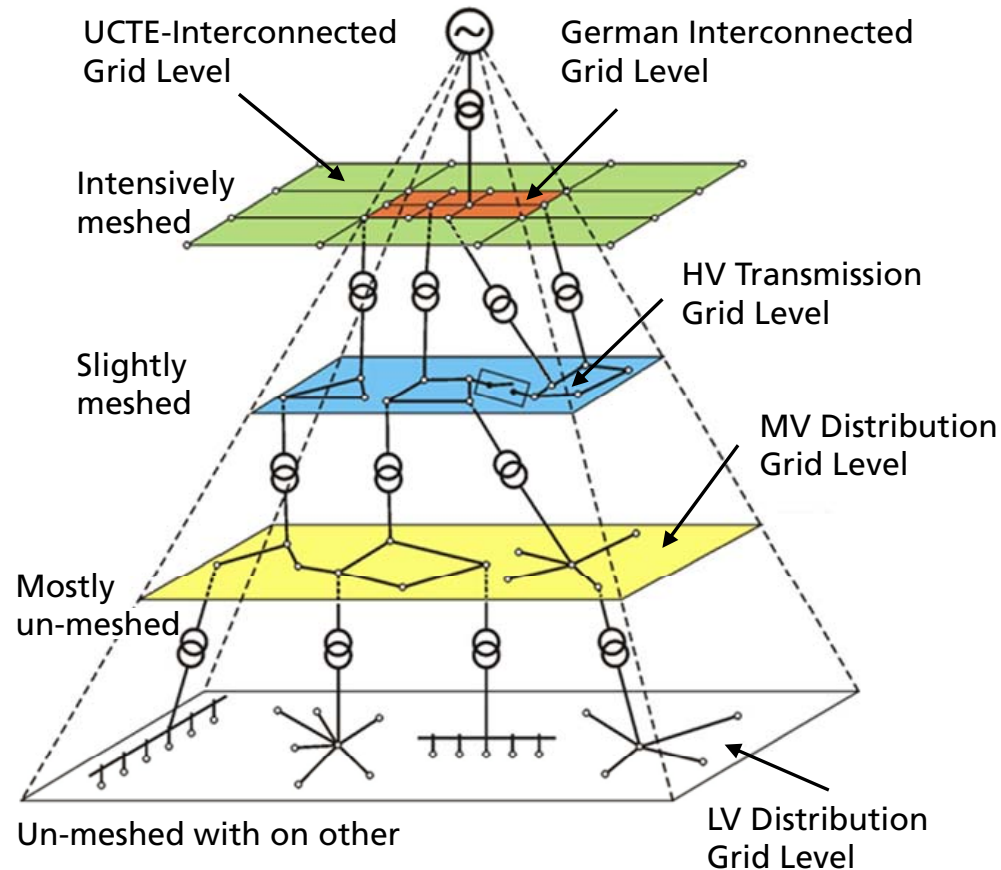 UCTE-Interconnected
Grid Level
German Interconnected
Grid Level
Intensively
meshed
HV Transmission
Grid Level
Slightly
meshed
MV Distribution
Grid Level
Mostly
un-meshed
LV Distribution
Grid Level
Un-meshed with on other